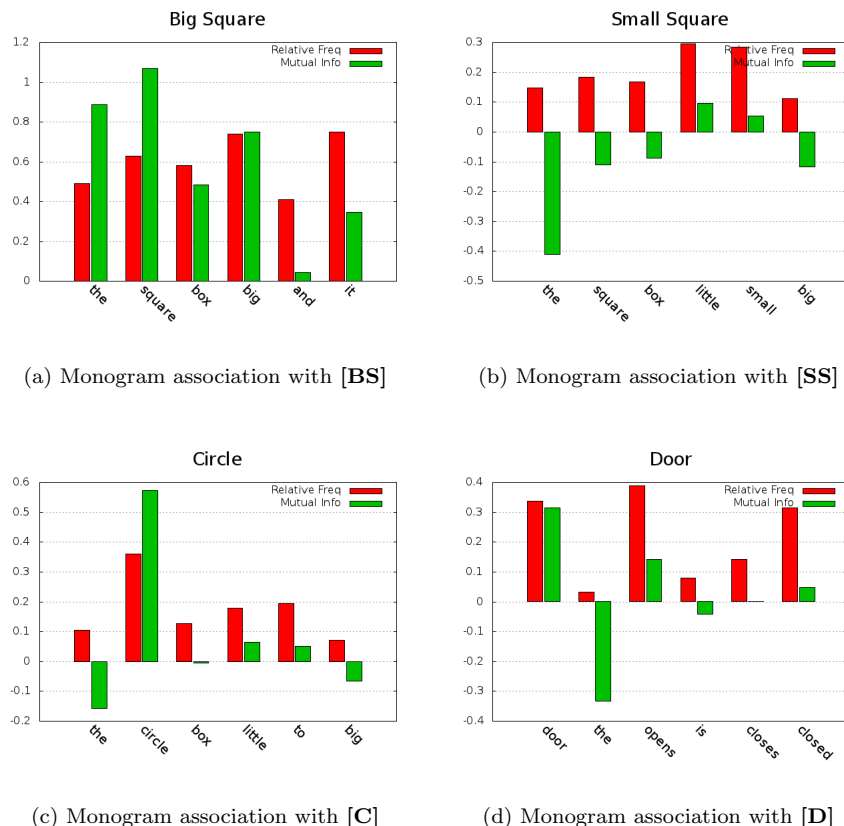 Big Square
Relative Freq
Mutual Info
1.2
1
0.8
0.6
0.4
0.2
0
the
square
box
big
and
it
(a) Monogram association with [BS]
Small Square
Relative Freq
Mutual Info
0.3
0.2
0.1
0
-0.1
-0.2
-0.3
-0.4
-0.5
the
square
box
little
small
big
(b) Monogram association with [SS]
Circle
Relative Freq
Mutual Info
0.6
0.5
0.4
0.3
0.2
0.1
0
-0.1
-0.2
the
circle
box
little
to
big
(c) Monogram association with [C]
Door
Relative Freq
Mutual Info
0.4
0.3
0.2
0.1
0
-0.1
-0.2
-0.3
-0.4
door
the
opens
is
closes
closed
(d) Monogram association with [D]